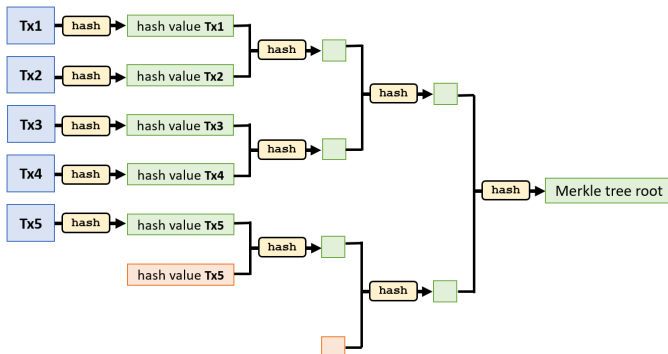 Tx1 hash hash value Tx1
hash
Tx2 hash hash value Tx2
hash
Tx3 hash hash value Tx3
hash
Tx4 hash hash value Tx4
hash Merkle tree root
Tx5 hash hash value Tx5
hash
hash value Tx5
hash